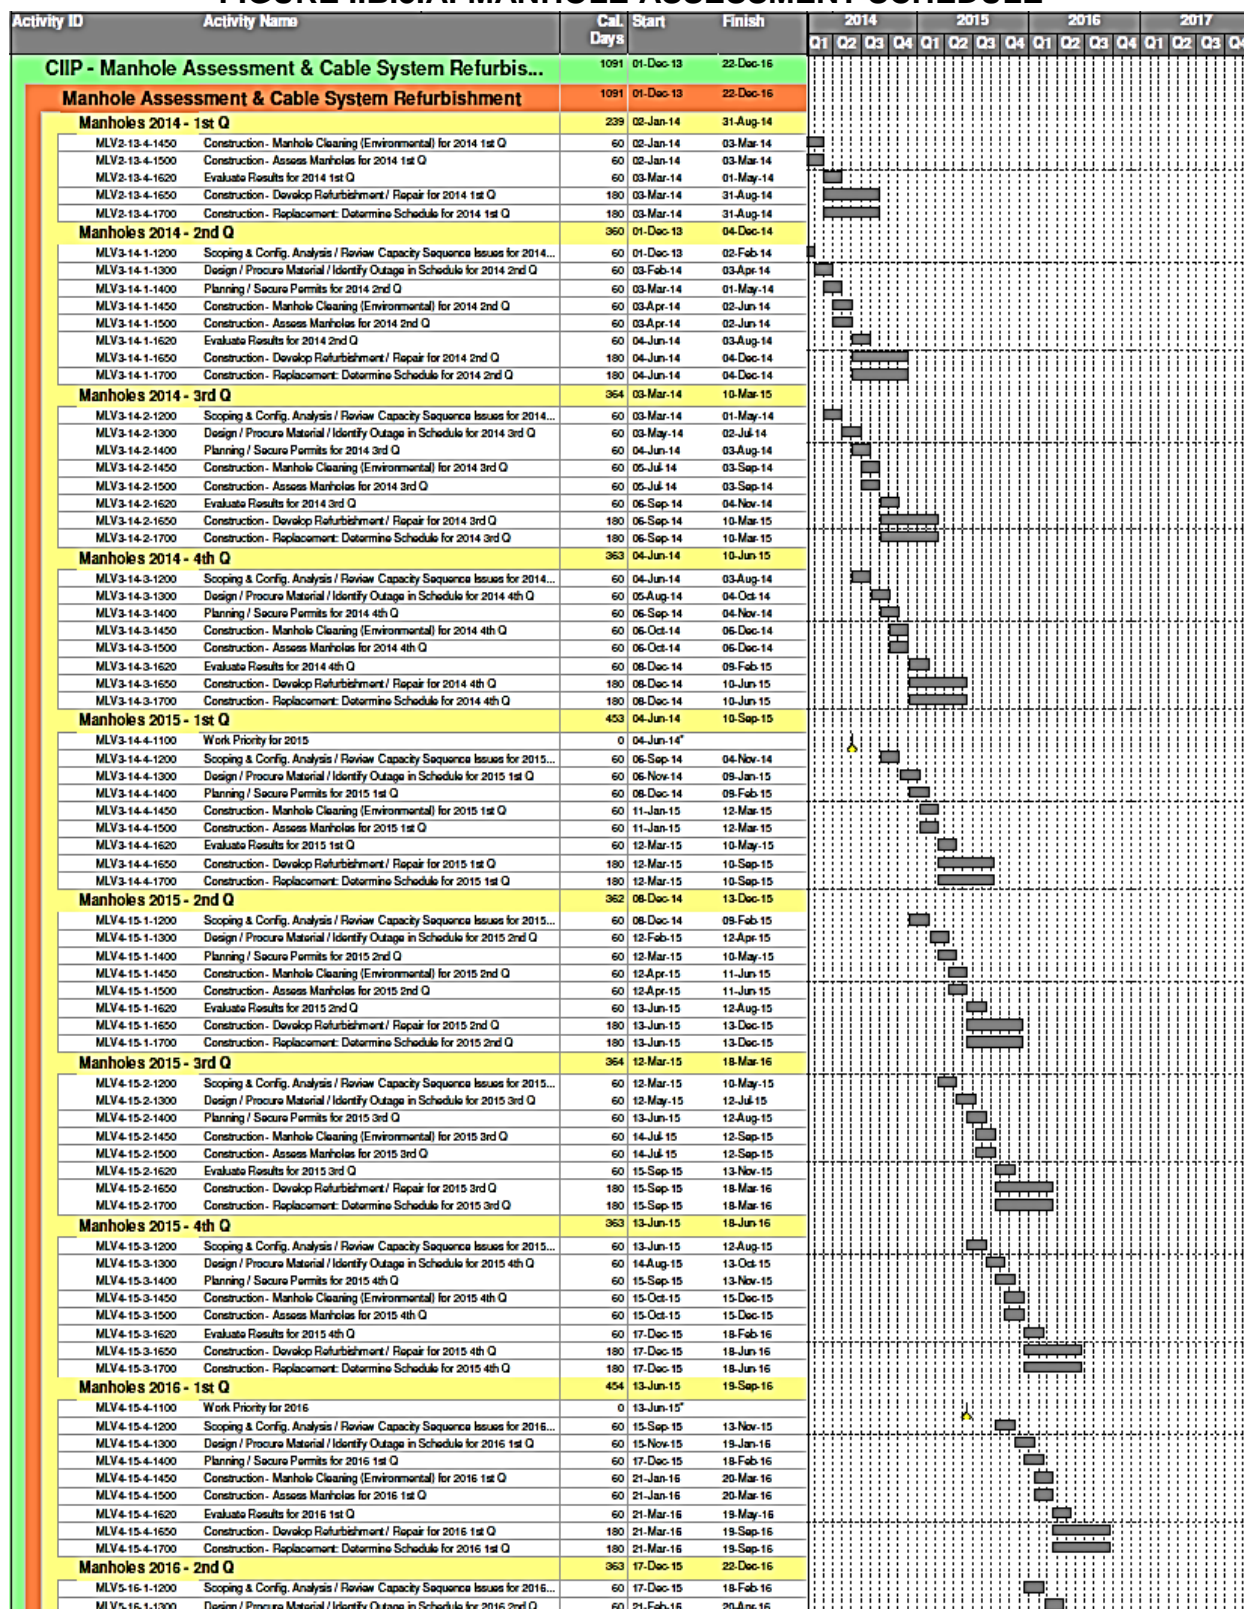 FIGURE II.B.3.A: MANHOLE ASSESSMENT SCHEDULE
Activity ID Activity Name Cal. Days Start Finish 2014 2015 2016 2017
Q1 Q2 Q3 Q4 Q1 Q2 Q3 Q4 Q1 Q2 Q3 Q4 Q1 Q2 Q3 Q4
CIIP - Manhole Assessment & Cable System Refurbis... 1091 01-Dec-13 22-Dec-16
Manhole Assessment & Cable System Refurbishment 1091 01-Dec-13 22-Dec-16
Manholes 2014 - 1st Q 239 02-Jan-14 31-Aug-14
MLV2-13-4-1450 Construction - Manhole Cleaning (Environmental) for 2014 1st Q 60 02-Jan-14 03-Mar-14
MLV2-13-4-1500 Construction - Assess Manholes for 2014 1st Q 60 02-Jan-14 03-Mar-14
MLV2-13-4-1620 Evaluate Results for 2014 1st Q 60 03-Mar-14 01-May-14
MLV2-13-4-1650 Construction - Develop Refurbishment / Repair for 2014 1st Q 180 03-Mar-14 31-Aug-14
MLV2-13-4-1700 Construction - Replacement: Determine Schedule for 2014 1st Q 180 03-Mar-14 31-Aug-14
Manholes 2014 - 2nd Q 360 01-Dec-13 04-Dec-14
MLV3-14-1-1200 Scoping & Config. Analysis / Review Capacity Sequence Issues for 2014... 60 01-Dec-13 02-Feb-14
MLV3-14-1-1300 Design / Procure Material / Identify Outage in Schedule for 2014 2nd Q 60 03-Feb-14 03-Apr-14
MLV3-14-1-1400 Planning / Secure Permits for 2014 2nd Q 60 03-Mar-14 01-May-14
MLV3-14-1-1450 Construction - Manhole Cleaning (Environmental) for 2014 2nd Q 60 03-Apr-14 02-Jun-14
MLV3-14-1-1500 Construction - Assess Manholes for 2014 2nd Q 60 03-Apr-14 02-Jun-14
MLV3-14-1-1620 Evaluate Results for 2014 2nd Q 60 04-Jun-14 03-Aug-14
MLV3-14-1-1650 Construction - Develop Refurbishment / Repair for 2014 2nd Q 180 04-Jun-14 04-Dec-14
MLV3-14-1-1700 Construction - Replacement: Determine Schedule for 2014 2nd Q 180 04-Jun-14 04-Dec-14
Manholes 2014 - 3rd Q 364 03-Mar-14 10-Mar-15
MLV3-14-2-1200 Scoping & Config. Analysis / Review Capacity Sequence Issues for 2014... 60 03-Mar-14 01-May-14
MLV3-14-2-1300 Design / Procure Material / Identify Outage in Schedule for 2014 3rd Q 60 03-May-14 02-Jul-14
MLV3-14-2-1400 Planning / Secure Permits for 2014 3rd Q 60 04-Jun-14 03-Aug-14
MLV3-14-2-1450 Construction - Manhole Cleaning (Environmental) for 2014 3rd Q 60 05-Jul-14 03-Sep-14
MLV3-14-2-1500 Construction - Assess Manholes for 2014 3rd Q 60 05-Jul-14 03-Sep-14
MLV3-14-2-1620 Evaluate Results for 2014 3rd Q 60 06-Sep-14 04-Nov-14
MLV3-14-2-1650 Construction - Develop Refurbishment / Repair for 2014 3rd Q 180 06-Sep-14 10-Mar-15
MLV3-14-2-1700 Construction - Replacement: Determine Schedule for 2014 3rd Q 180 06-Sep-14 10-Mar-15
Manholes 2014 - 4th Q 363 04-Jun-14 10-Jun-15
MLV3-14-3-1200 Scoping & Config. Analysis / Review Capacity Sequence Issues for 2014... 60 04-Jun-14 03-Aug-14
MLV3-14-3-1300 Design / Procure Material / Identify Outage in Schedule for 2014 4th Q 60 05-Aug-14 04-Oct-14
MLV3-14-3-1400 Planning / Secure Permits for 2014 4th Q 60 06-Sep-14 04-Nov-14
MLV3-14-3-1450 Construction - Manhole Cleaning (Environmental) for 2014 4th Q 60 06-Oct-14 06-Dec-14
MLV3-14-3-1500 Construction - Assess Manholes for 2014 4th Q 60 06-Oct-14 06-Dec-14
MLV3-14-3-1620 Evaluate Results for 2014 4th Q 60 08-Dec-14 09-Feb-15
MLV3-14-3-1650 Construction - Develop Refurbishment / Repair for 2014 4th Q 180 08-Dec-14 10-Jun-15
MLV3-14-3-1700 Construction - Replacement: Determine Schedule for 2014 4th Q 180 08-Dec-14 10-Jun-15
Manholes 2015 - 1st Q 453 04-Jun-14 10-Sep-15
MLV3-14-4-1100 Work Priority for 2015 0 04-Jun-14*
MLV3-14-4-1200 Scoping & Config. Analysis / Review Capacity Sequence Issues for 2015... 60 06-Sep-14 04-Nov-14
MLV3-14-4-1300 Design / Procure Material / Identify Outage in Schedule for 2015 1st Q 60 06-Nov-14 09-Jan-15
MLV3-14-4-1400 Planning / Secure Permits for 2015 1st Q 60 08-Dec-14 09-Feb-15
MLV3-14-4-1450 Construction - Manhole Cleaning (Environmental) for 2015 1st Q 60 11-Jan-15 12-Mar-15
MLV3-14-4-1500 Construction - Assess Manholes for 2015 1st Q 60 11-Jan-15 12-Mar-15
MLV3-14-4-1620 Evaluate Results for 2015 1st Q 60 12-Mar-15 10-May-15
MLV3-14-4-1650 Construction - Develop Refurbishment / Repair for 2015 1st Q 180 12-Mar-15 10-Sep-15
MLV3-14-4-1700 Construction - Replacement: Determine Schedule for 2015 1st Q 180 12-Mar-15 10-Sep-15
Manholes 2015 - 2nd Q 362 08-Dec-14 13-Dec-15
MLV4-15-1-1200 Scoping & Config. Analysis / Review Capacity Sequence Issues for 2015... 60 08-Dec-14 09-Feb-15
MLV4-15-1-1300 Design / Procure Material / Identify Outage in Schedule for 2015 2nd Q 60 12-Feb-15 12-Apr-15
MLV4-15-1-1400 Planning / Secure Permits for 2015 2nd Q 60 12-Mar-15 10-May-15
MLV4-15-1-1450 Construction - Manhole Cleaning (Environmental) for 2015 2nd Q 60 12-Apr-15 11-Jun-15
MLV4-15-1-1500 Construction - Assess Manholes for 2015 2nd Q 60 12-Apr-15 11-Jun-15
MLV4-15-1-1620 Evaluate Results for 2015 2nd Q 60 13-Jun-15 12-Aug-15
MLV4-15-1-1650 Construction - Develop Refurbishment / Repair for 2015 2nd Q 180 13-Jun-15 13-Dec-15
MLV4-15-1-1700 Construction - Replacement: Determine Schedule for 2015 2nd Q 180 13-Jun-15 13-Dec-15
Manholes 2015 - 3rd Q 364 12-Mar-15 18-Mar-16
MLV4-15-2-1200 Scoping & Config. Analysis / Review Capacity Sequence Issues for 2015... 60 12-Mar-15 10-May-15
MLV4-15-2-1300 Design / Procure Material / Identify Outage in Schedule for 2015 3rd Q 60 12-May-15 12-Jul-15
MLV4-15-2-1400 Planning / Secure Permits for 2015 3rd Q 60 13-Jun-15 12-Aug-15
MLV4-15-2-1450 Construction - Manhole Cleaning (Environmental) for 2015 3rd Q 60 14-Jul-15 12-Sep-15
MLV4-15-2-1500 Construction - Assess Manholes for 2015 3rd Q 60 14-Jul-15 12-Sep-15
MLV4-15-2-1620 Evaluate Results for 2015 3rd Q 60 15-Sep-15 13-Nov-15
MLV4-15-2-1650 Construction - Develop Refurbishment / Repair for 2015 3rd Q 180 15-Sep-15 18-Mar-16
MLV4-15-2-1700 Construction - Replacement: Determine Schedule for 2015 3rd Q 180 15-Sep-15 18-Mar-16
Manholes 2015 - 4th Q 363 13-Jun-15 18-Jun-16
MLV4-15-3-1200 Scoping & Config. Analysis / Review Capacity Sequence Issues for 2015... 60 13-Jun-15 12-Aug-15
MLV4-15-3-1300 Design / Procure Material / Identify Outage in Schedule for 2015 4th Q 60 14-Aug-15 13-Oct-15
MLV4-15-3-1400 Planning / Secure Permits for 2015 4th Q 60 15-Sep-15 13-Nov-15
MLV4-15-3-1450 Construction - Manhole Cleaning (Environmental) for 2015 4th Q 60 15-Oct-15 15-Dec-15
MLV4-15-3-1500 Construction - Assess Manholes for 2015 4th Q 60 15-Oct-15 15-Dec-15
MLV4-15-3-1620 Evaluate Results for 2015 4th Q 60 17-Dec-15 18-Feb-16
MLV4-15-3-1650 Construction - Develop Refurbishment / Repair for 2015 4th Q 180 17-Dec-15 18-Jun-16
MLV4-15-3-1700 Construction - Replacement: Determine Schedule for 2015 4th Q 180 17-Dec-15 18-Jun-16
Manholes 2016 - 1st Q 454 13-Jun-15 19-Sep-16
MLV4-15-4-1100 Work Priority for 2016 0 13-Jun-15*
MLV4-15-4-1200 Scoping & Config. Analysis / Review Capacity Sequence Issues for 2016... 60 15-Sep-15 13-Nov-15
MLV4-15-4-1300 Design / Procure Material / Identify Outage in Schedule for 2016 1st Q 60 15-Nov-15 19-Jan-16
MLV4-15-4-1400 Planning / Secure Permits for 2016 1st Q 60 17-Dec-15 18-Feb-16
MLV4-15-4-1450 Construction - Manhole Cleaning (Environmental) for 2016 1st Q 60 21-Jan-16 20-Mar-16
MLV4-15-4-1500 Construction - Assess Manholes for 2016 1st Q 60 21-Jan-16 20-Mar-16
MLV4-15-4-1620 Evaluate Results for 2016 1st Q 60 21-Mar-16 19-May-16
MLV4-15-4-1650 Construction - Develop Refurbishment / Repair for 2016 1st Q 180 21-Mar-16 19-Sep-16
MLV4-15-4-1700 Construction - Replacement: Determine Schedule for 2016 1st Q 180 21-Mar-16 19-Sep-16
Manholes 2016 - 2nd Q 363 17-Dec-15 22-Dec-16
MLV5-16-1-1200 Scoping & Config. Analysis / Review Capacity Sequence Issues for 2016... 60 17-Dec-15 18-Feb-16
MLV5-16-1-1300 Design / Procure Material / Identify Outage in Schedule for 2016 2nd Q 60 21-Feb-16 20-Apr-16